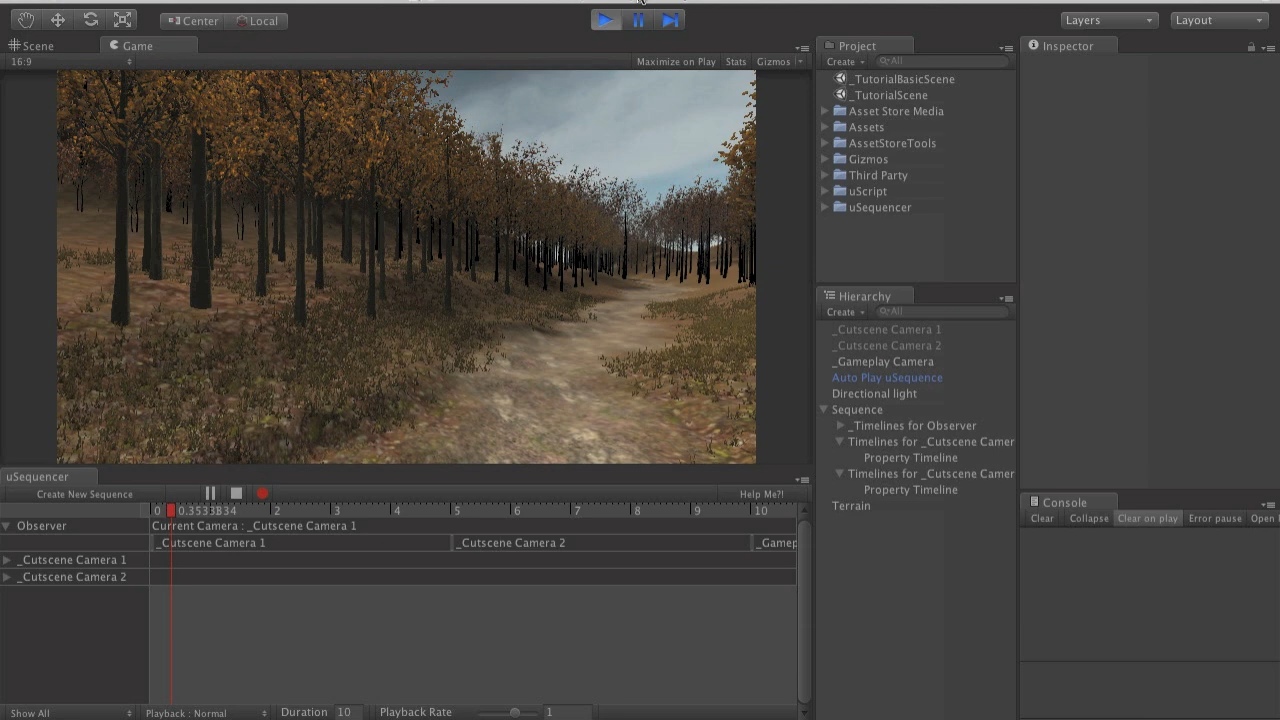 Center Local
Layers Layout
Scene Game
16:9
Maximize on Play Stats Gizmos
Project
Create All
_TutorialBasicScene
_TutorialScene
Asset Store Media
Assets
AssetStoreTools
Gizmos
Third Party
uScript
uSequencer
Hierarchy
Create All
_Cutscene Camera 1
_Cutscene Camera 2
_Gameplay Camera
Auto Play uSequence
Directional light
Sequence
_Timelines for Observer
Timelines for _Cutscene Camer
Property Timeline
Timelines for _Cutscene Camer
Property Timeline
Terrain
Inspector
Console
Clear Collapse Clear on play Error pause Open
uSequencer
Create New Sequence Help Me?!
0 2 3 4 5 6 7 8 9 10
Observer Current Camera : _Cutscene Camera 1
_Cutscene Camera 1 _Cutscene Camera 2 _Gamep
_Cutscene Camera 1
_Cutscene Camera 2
Show All Playback : Normal Duration 10 Playback Rate 1